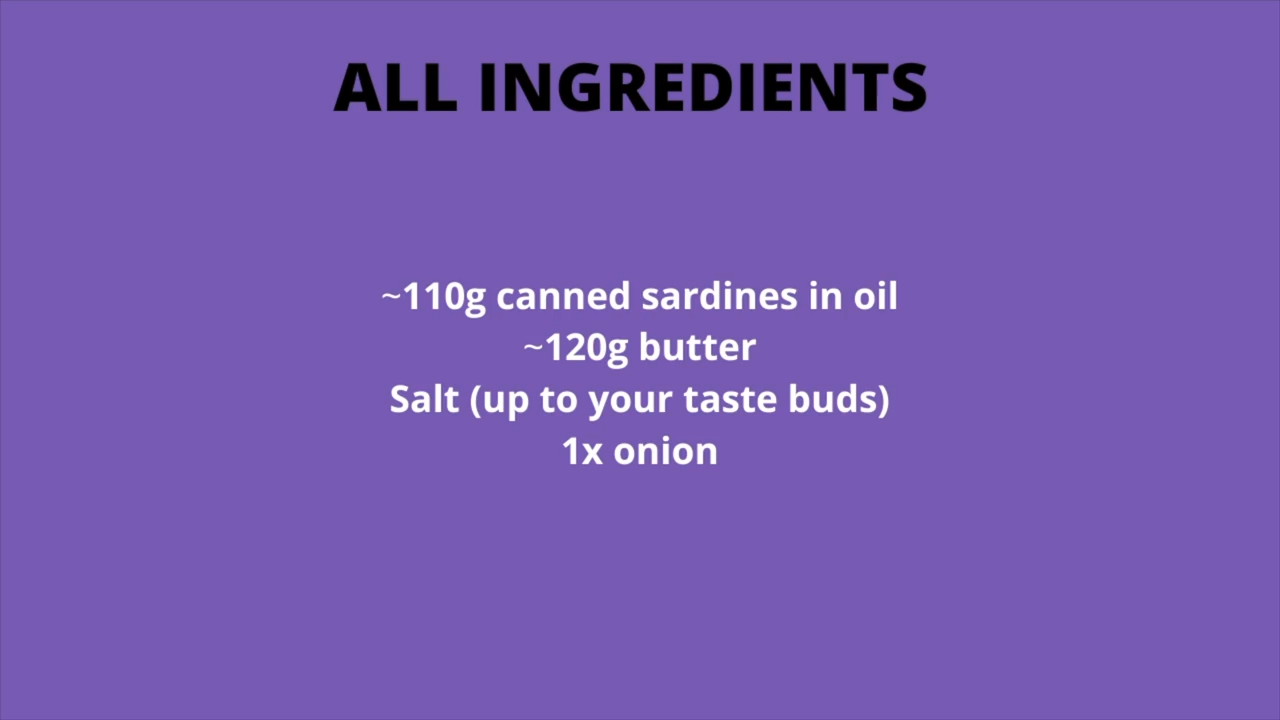 ALL INGREDIENTS
~110g canned sardines in oil
~120g butter
Salt (up to your taste buds)
1x onion